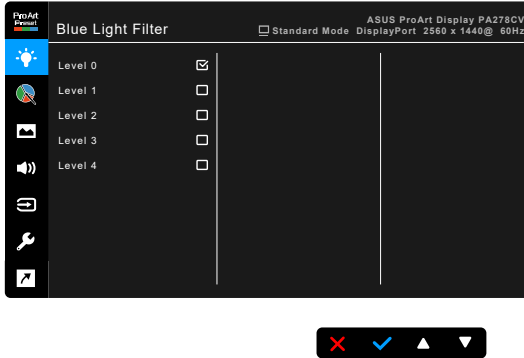 ProArt
Preset
Blue Light Filter
ASUS ProArt Display PA278CV
Standard Mode DisplayPort 2560 x 1440@ 60Hz
Level 0
Level 1
Level 2
Level 3
Level 4